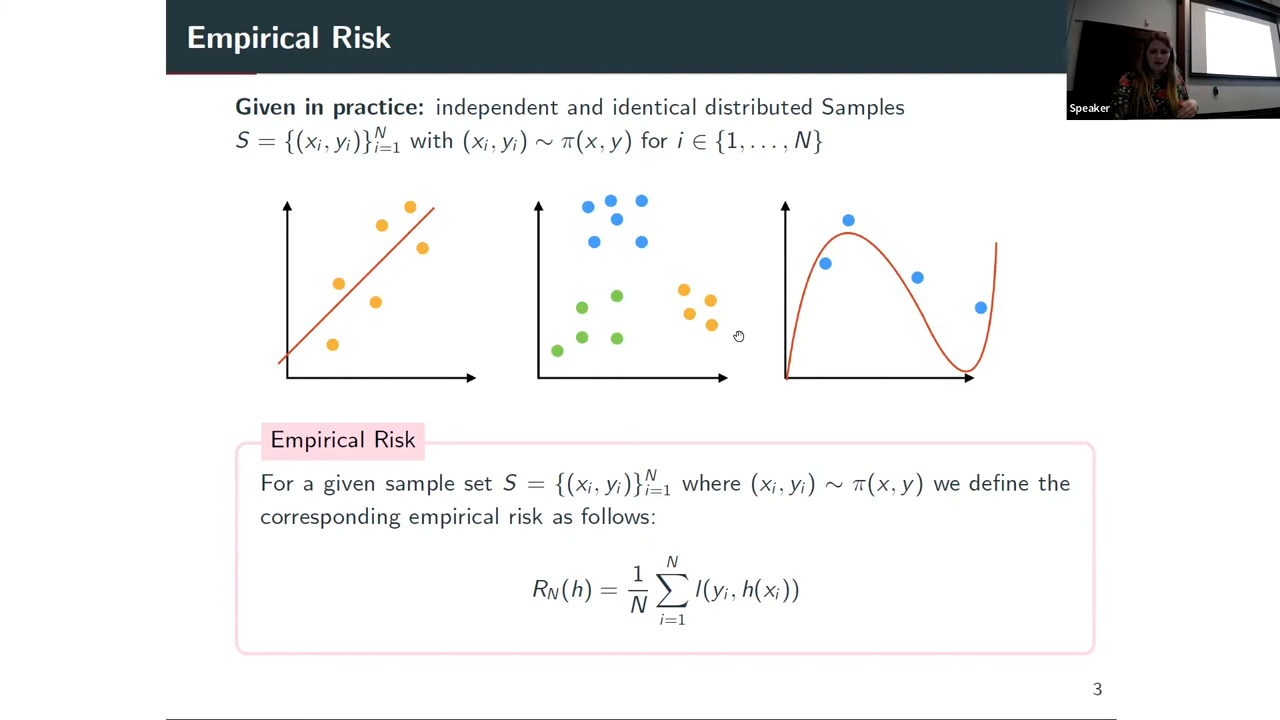 Empirical Risk
Speaker
Given in practice: independent and identical distributed Samples
S = {(xᵢ, yᵢ)}ᵢ₌₁ᴺ with (xᵢ, yᵢ) ∼ π(x, y) for i ∈ {1, . . . , N}
Empirical Risk
For a given sample set S = {(xᵢ, yᵢ)}ᵢ₌₁ᴺ where (xᵢ, yᵢ) ∼ π(x, y) we define the
corresponding empirical risk as follows:
R_N(h) = 1/N ∑ᵢ₌₁ᴺ l(yᵢ, h(xᵢ))
3